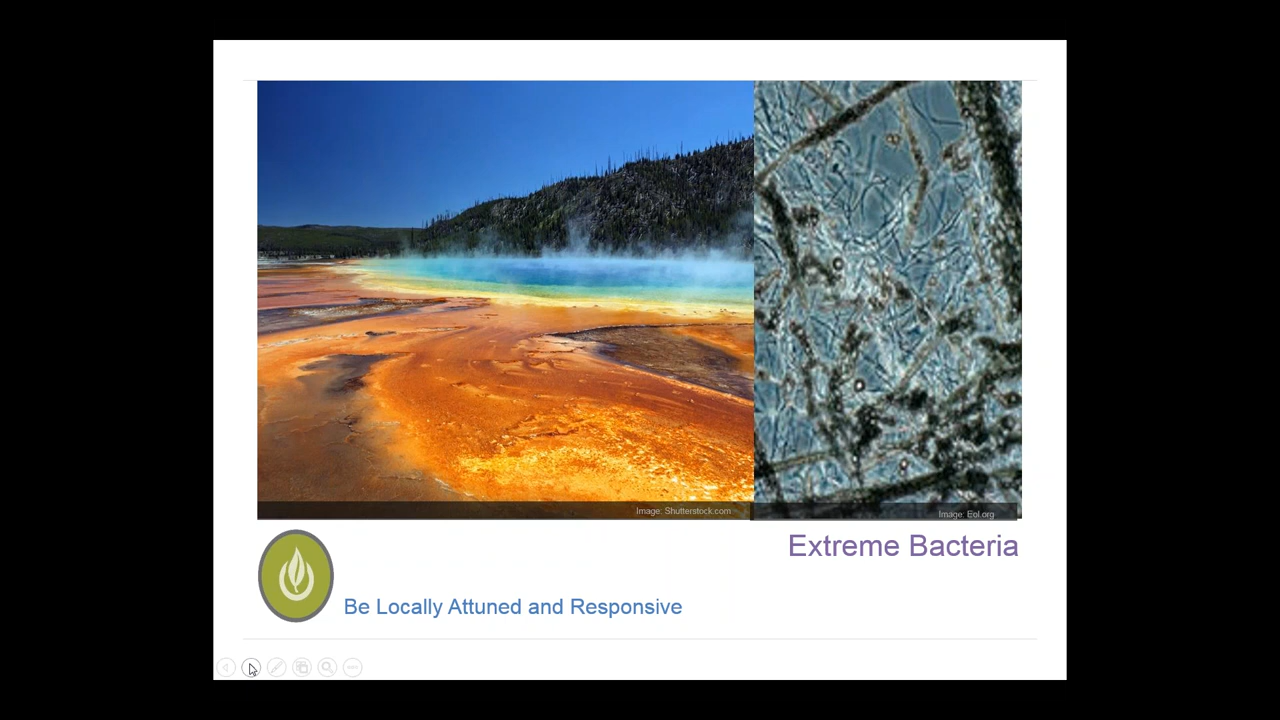 Image: Shutterstock.com
Image: Eol.org
Extreme Bacteria
Be Locally Attuned and Responsive